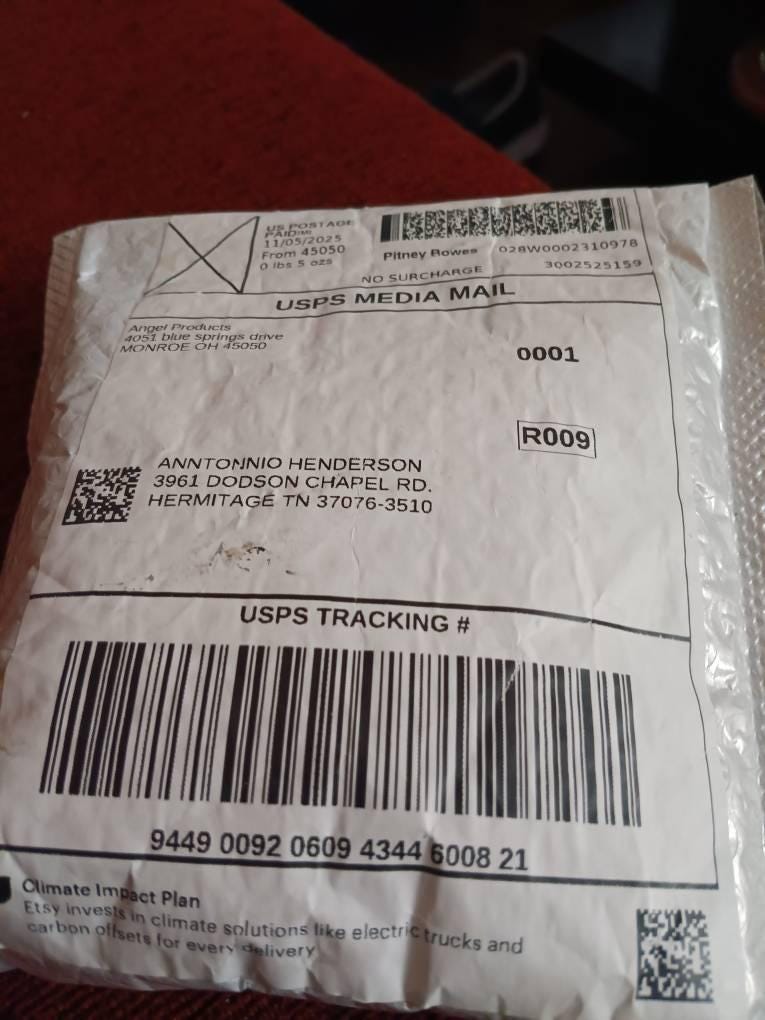 US POSTAGE
PAID IMI
11/05/2025
From 45050
0 lbs 5 ozs
Pitney Bowes
028W0002310978
3002525159
NO SURCHARGE
USPS MEDIA MAIL
Angel Products
4051 blue springs drive
MONROE OH 45050
0001
R009
ANNTONNIO HENDERSON
3961 DODSON CHAPEL RD.
HERMITAGE TN 37076-3510
USPS TRACKING #
9449 0092 0609 4344 6008 21
Climate Impact Plan
Etsy invests in climate solutions like electric trucks and
carbon offsets for every delivery